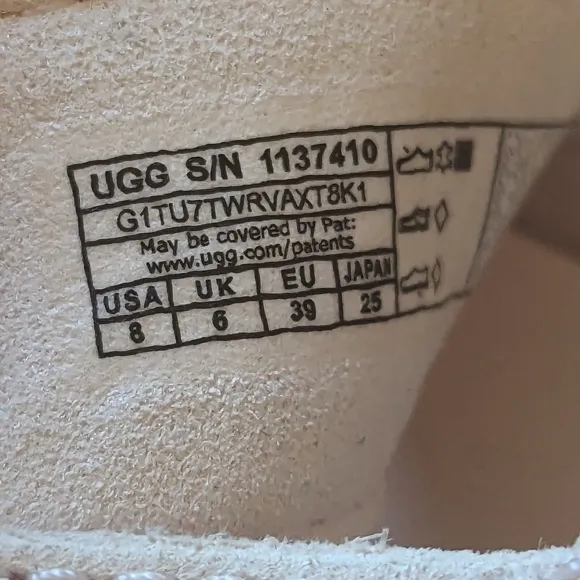 UGG S/N 1137410
G1TU7TWRVAXT8K1
May be covered by Pat:
www.ugg.com/patents
USA UK EU JAPAN
8 6 39 25